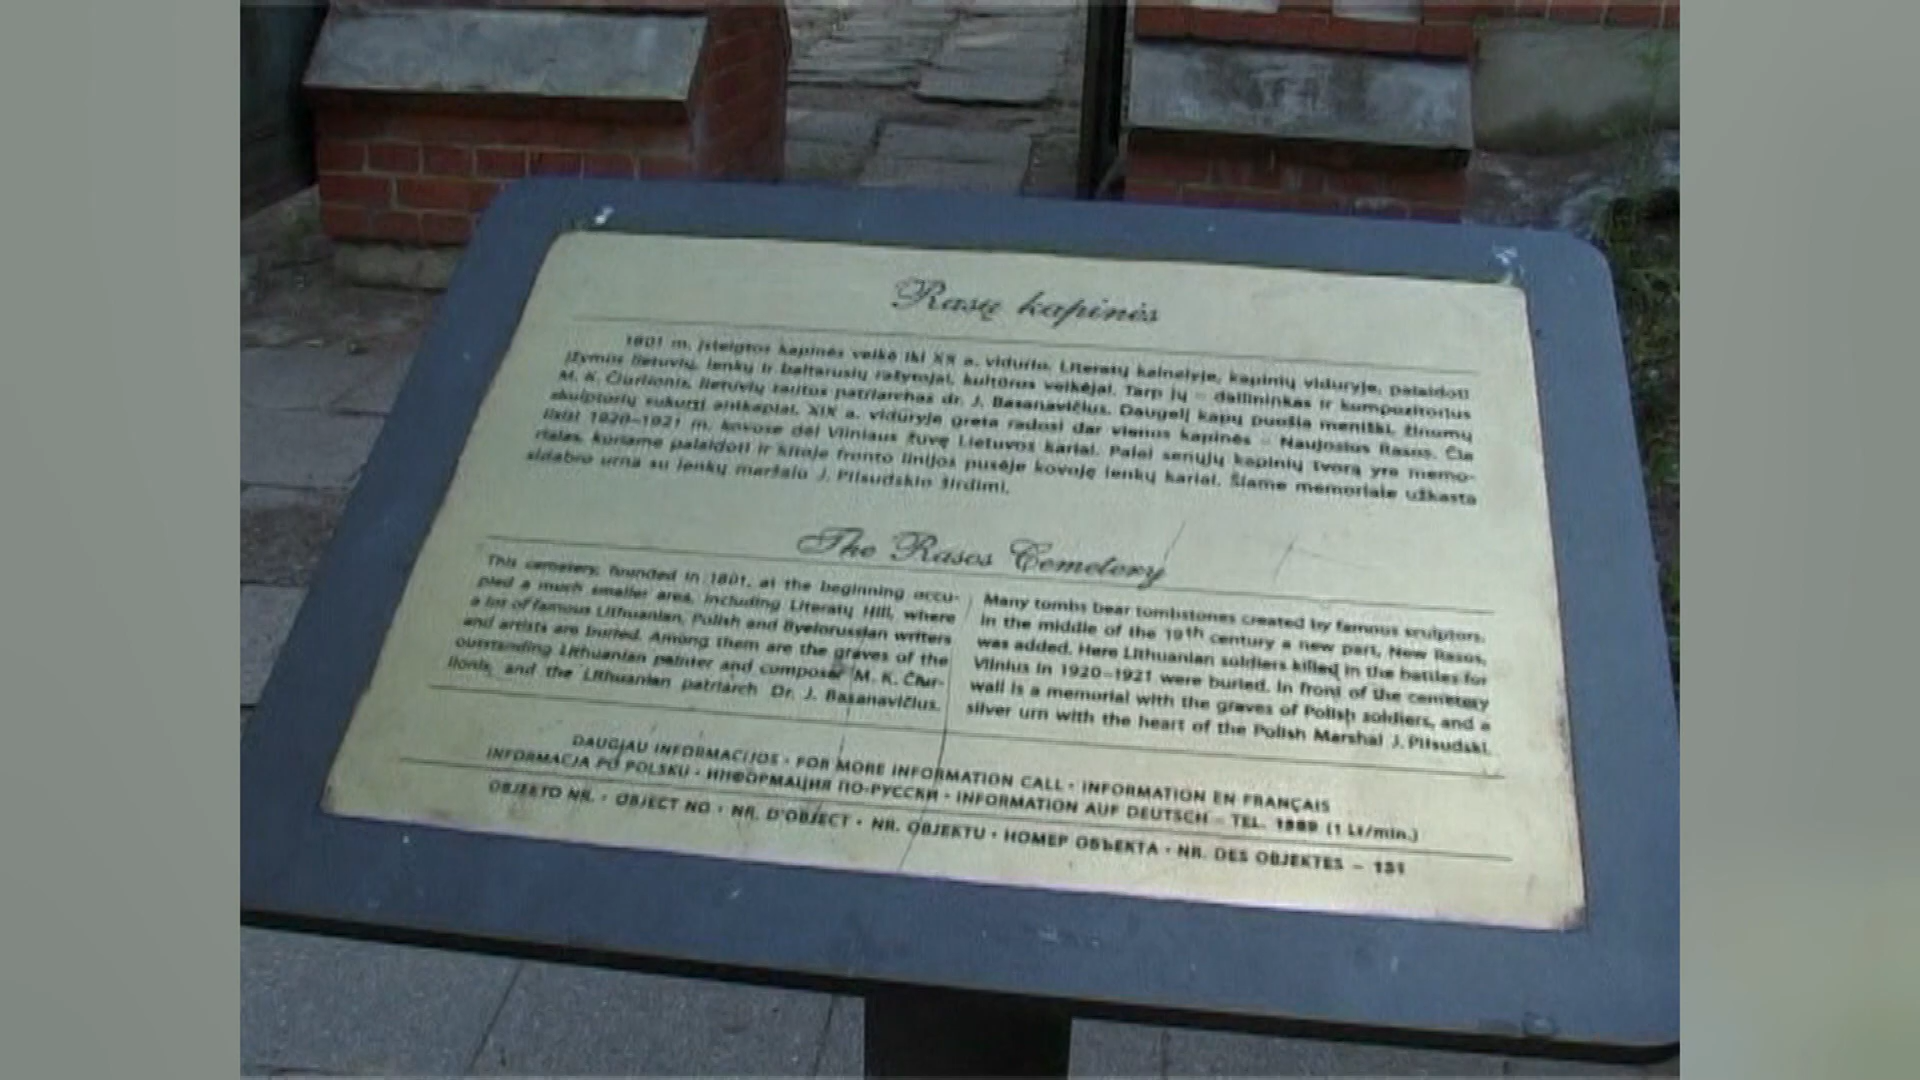 Rasų kapinės
1801 m. įsteigtos kapinės veikė iki XX a. vidurio. Literatų kalnelyje, kapinių viduryje, palaidoti
įžymūs lietuvių, lenkų ir baltarusių rašytojai, kultūros veikėjai. Tarp jų – dailininkas ir kompozitorius
M. K. Čiurlionis, lietuvių tautos patriarchas dr. J. Basanavičius. Daugelį kapų puošia meniški, žinomų
skulptorių sukurti antkapiai. XIX a. viduryje greta radosi dar vienos kapinės – Naujosios Rasos. Čia
ilsisi 1920–1921 m. kovose dėl Vilniaus žuvę Lietuvos kariai. Palei senųjų kapinių tvorą yra memo-
rialas, kuriame palaidoti ir kitoje fronto linijos pusėje kovoję lenkų kariai. Šiame memoriale užkasta
sidabro urna su lenkų maršalo J. Pilsudskio širdimi.
The Rasos Cemetery
This cemetery, founded in 1801, at the beginning occu-
pied a much smaller area, including Literatų Hill, where
a lot of famous Lithuanian, Polish and Byelorussian writers
and artists are buried. Among them are the graves of the
outstanding Lithuanian painter and composer M. K. Čiur-
lionis, and the Lithuanian patriarch Dr. J. Basanavičius.
Many tombs bear tombstones created by famous sculptors.
In the middle of the 19th century a new part, New Rasos,
was added. Here Lithuanian soldiers killed in the battles for
Vilnius in 1920–1921 were buried. In front of the cemetery
wall is a memorial with the graves of Polish soldiers, and a
silver urn with the heart of the Polish Marshal J. Pilsudski.
DAUGIAU INFORMACIJOS · FOR MORE INFORMATION CALL · INFORMATION EN FRANÇAIS
INFORMACJA PO POLSKU · ИНФОРМАЦИЯ ПО-РУССКИ · INFORMATION AUF DEUTSCH – TEL. 1589 (1 Lt/min.)
OBJEKTO NR. · OBJECT NO · NR. D'OBJECT · NR. OBJEKTU · НОМЕР ОБЪЕКТА · NR. DES OBJEKTES – 131